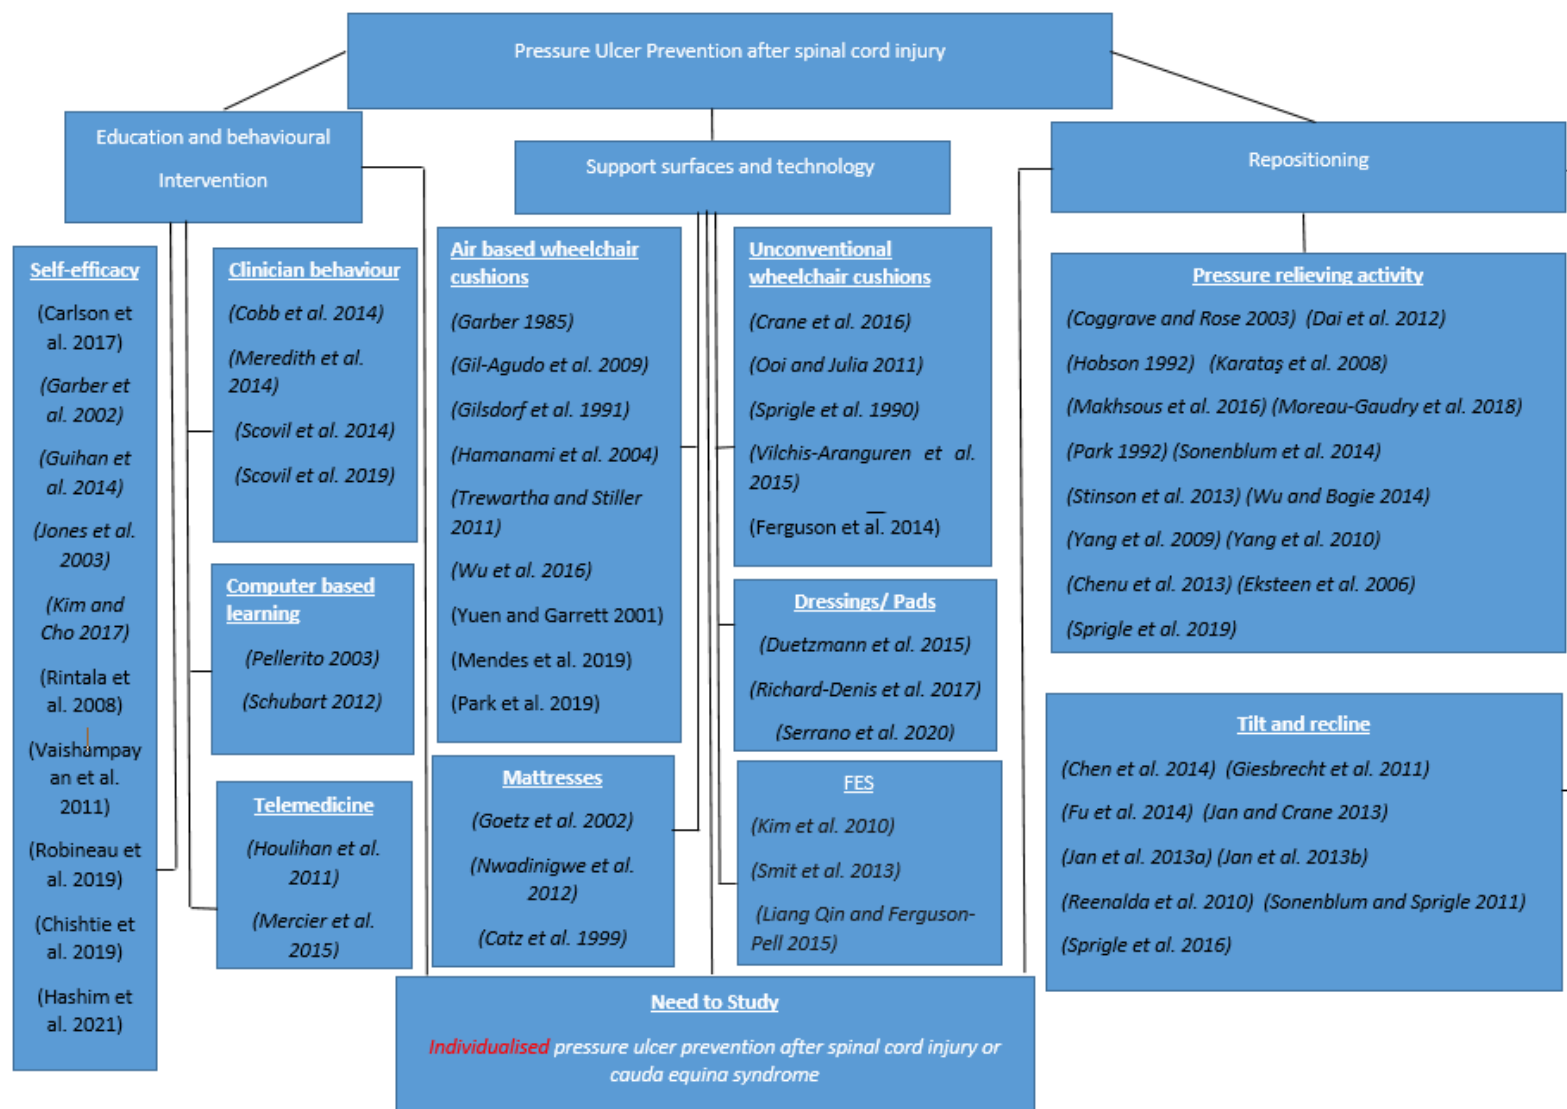 Pressure Ulcer Prevention after spinal cord injury
Education and behavioural
Intervention
Support surfaces and technology
Repositioning
Self-efficacy
(Carlson et
al. 2017)
(Garber et
al. 2002)
(Guihan et
al. 2014)
(Jones et al.
2003)
(Kim and
Cho 2017)
(Rintala et
al. 2008)
(Vaishampay
an et al.
2011)
(Robineau et
al. 2019)
(Chishtie et
al. 2019)
(Hashim et
al. 2021)
Clinician behaviour
(Cobb et al. 2014)
(Meredith et al.
2014)
(Scovil et al. 2014)
(Scovil et al. 2019)
Computer based
learning
(Pellerito 2003)
(Schubart 2012)
Telemedicine
(Houlihan et al.
2011)
(Mercier et al.
2015)
Air based wheelchair
cushions
(Garber 1985)
(Gil-Agudo et al. 2009)
(Gilsdorf et al. 1991)
(Hamanami et al. 2004)
(Trewartha and Stiller
2011)
(Wu et al. 2016)
(Yuen and Garrett 2001)
(Mendes et al. 2019)
(Park et al. 2019)
Mattresses
(Goetz et al. 2002)
(Nwadinigwe et al.
2012)
(Catz et al. 1999)
Unconventional
wheelchair cushions
(Crane et al. 2016)
(Ooi and Julia 2011)
(Sprigle et al. 1990)
(Vilchis-Aranguren et al.
2015)
(Ferguson et al. 2014)
Dressings/ Pads
(Duetzmann et al. 2015)
(Richard-Denis et al. 2017)
(Serrano et al. 2020)
FES
(Kim et al. 2010)
(Smit et al. 2013)
(Liang Qin and Ferguson-
Pell 2015)
Pressure relieving activity
(Coggrave and Rose 2003) (Dai et al. 2012)
(Hobson 1992) (Karataş et al. 2008)
(Makhsous et al. 2016) (Moreau-Gaudry et al. 2018)
(Park 1992) (Sonenblum et al. 2014)
(Stinson et al. 2013) (Wu and Bogie 2014)
(Yang et al. 2009) (Yang et al. 2010)
(Chenu et al. 2013) (Eksteen et al. 2006)
(Sprigle et al. 2019)
Tilt and recline
(Chen et al. 2014) (Giesbrecht et al. 2011)
(Fu et al. 2014) (Jan and Crane 2013)
(Jan et al. 2013a) (Jan et al. 2013b)
(Reenalda et al. 2010) (Sonenblum and Sprigle 2011)
(Sprigle et al. 2016)
Need to Study
Individualised pressure ulcer prevention after spinal cord injury or
cauda equina syndrome